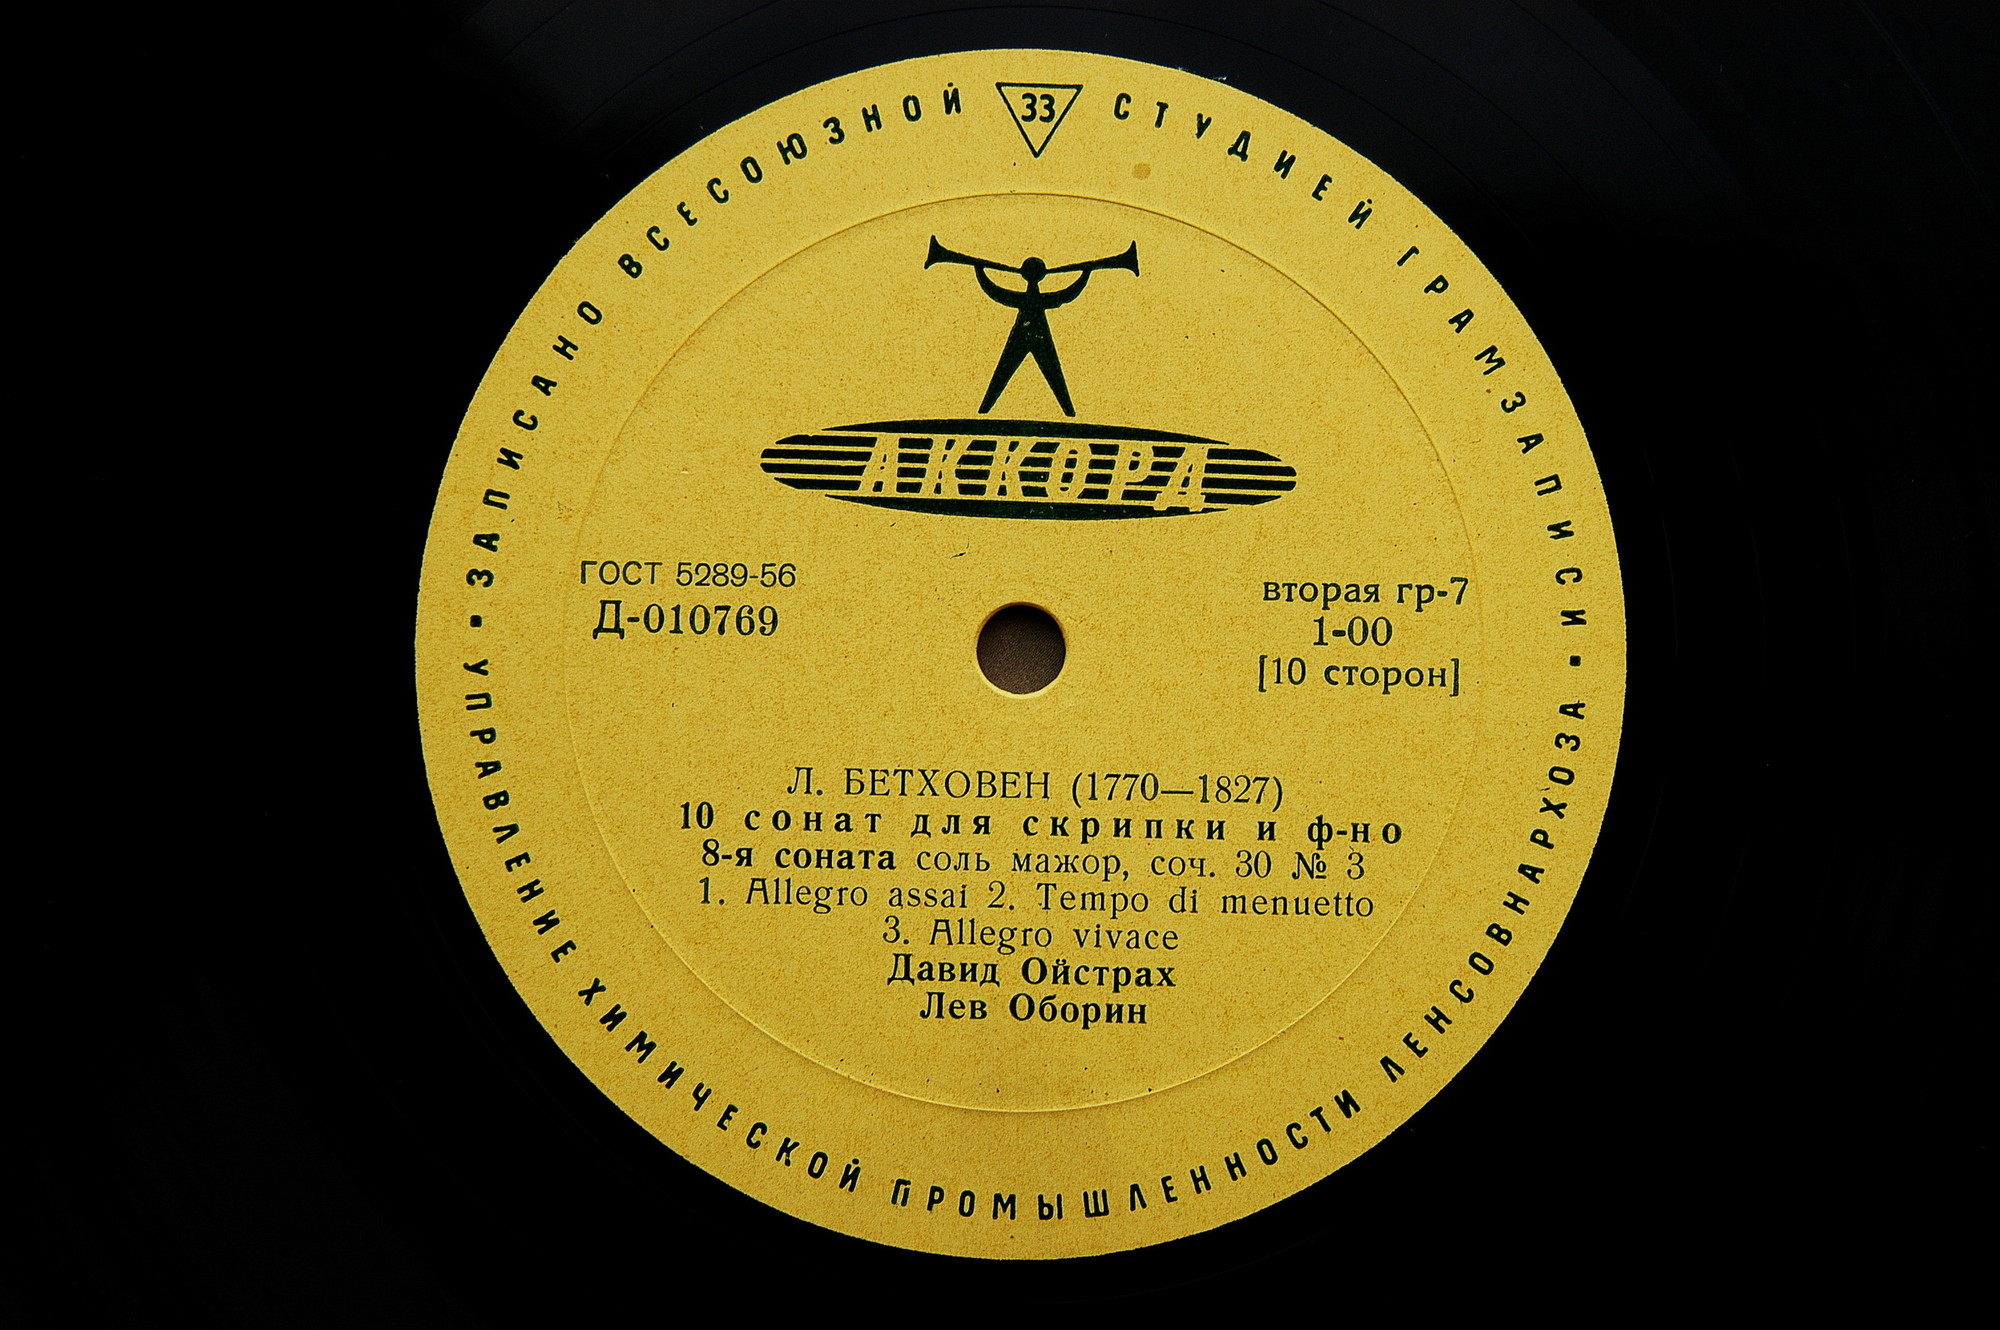 ЗАПИСАНО ВСЕСОЮЗНОЙ 33 СТУДИЕЙ ГРАМЗАПИСИ
АККОРД
ГОСТ 5289-56
Д-010769
вторая гр-7
1-00
[10 сторон]
Л. БЕТХОВЕН (1770—1827)
10 сонат для скрипки и ф-но
8-я соната соль мажор, соч. 30 № 3
1. Allegro assai 2. Tempo di menuetto
3. Allegro vivace
Давид Ойстрах
Лев Оборин
УПРАВЛЕНИЕ ХИМИЧЕСКОЙ ПРОМЫШЛЕННОСТИ ЛЕНСОВНАРХОЗА